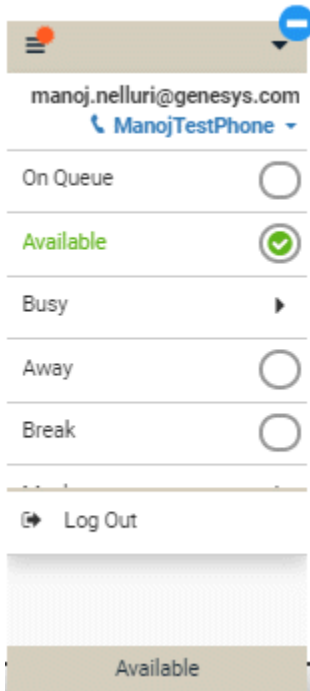 manoj.nelluri@genesys.com
ManojTestPhone
On Queue
Available
Busy
Away
Break
Log Out
Available